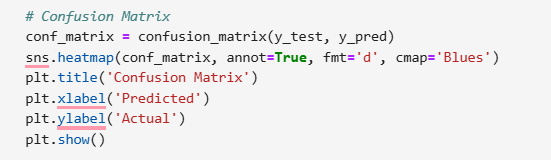 # Confusion Matrix
conf_matrix = confusion_matrix(y_test, y_pred)
sns.heatmap(conf_matrix, annot=True, fmt='d', cmap='Blues')
plt.title('Confusion Matrix')
plt.xlabel('Predicted')
plt.ylabel('Actual')
plt.show()